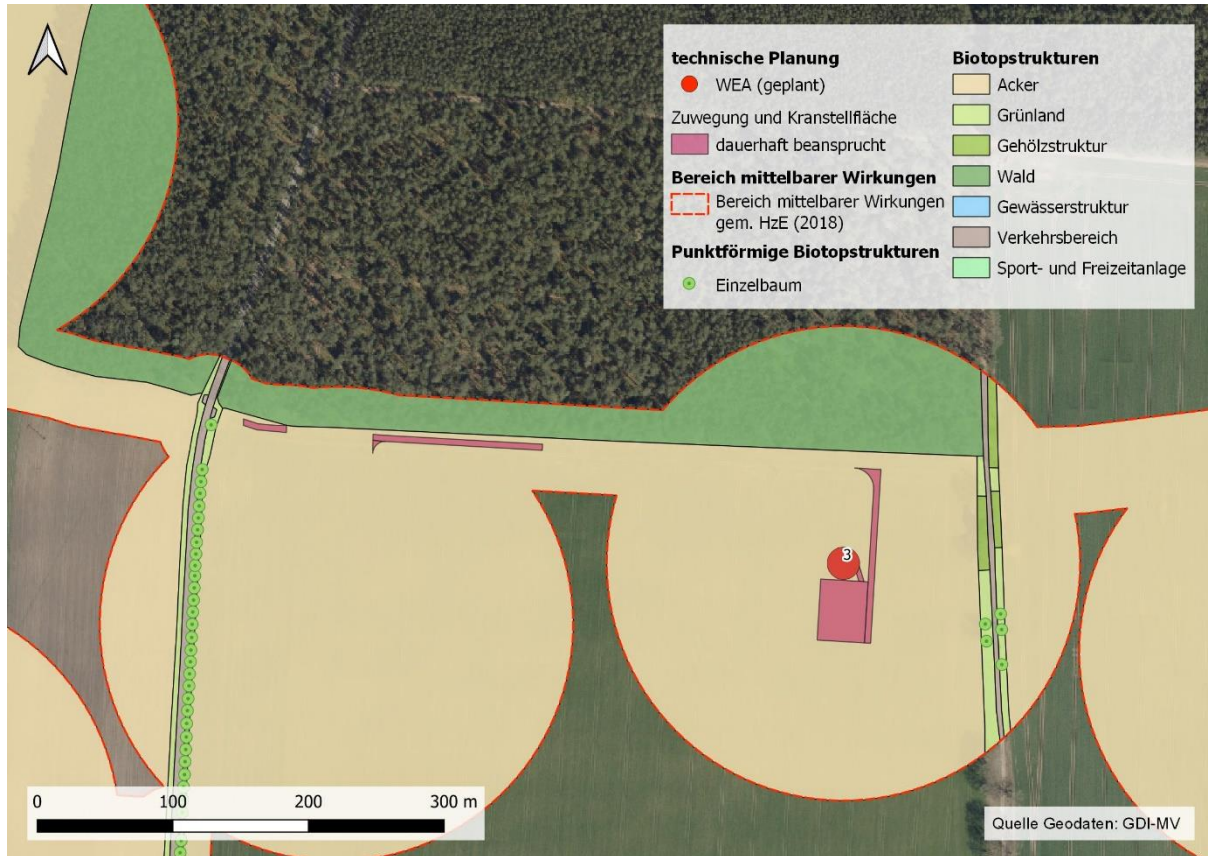 technische Planung
WEA (geplant)
Zuwegung und Kranstellfläche
dauerhaft beansprucht
Bereich mittelbarer Wirkungen
Bereich mittelbarer Wirkungen
gem. HzE (2018)
Punktförmige Biotopstrukturen
Einzelbaum
Biotopstrukturen
Acker
Grünland
Gehölzstruktur
Wald
Gewässerstruktur
Verkehrsbereich
Sport- und Freizeitanlage
3
0 100 200 300 m
Quelle Geodaten: GDI-MV